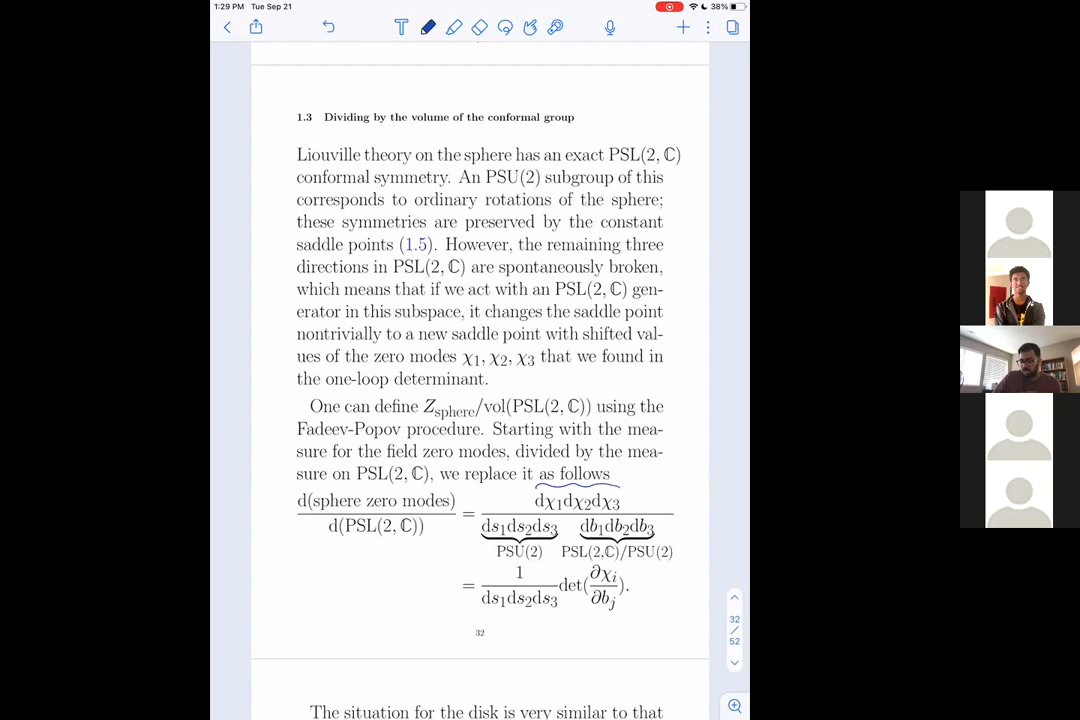 1:29 PM Tue Sep 21
38%
1.3 Dividing by the volume of the conformal group
Liouville theory on the sphere has an exact PSL(2, ℂ)
conformal symmetry. An PSU(2) subgroup of this
corresponds to ordinary rotations of the sphere;
these symmetries are preserved by the constant
saddle points (1.5). However, the remaining three
directions in PSL(2, ℂ) are spontaneously broken,
which means that if we act with an PSL(2, ℂ) gen-
erator in this subspace, it changes the saddle point
nontrivially to a new saddle point with shifted val-
ues of the zero modes χ₁, χ₂, χ₃ that we found in
the one-loop determinant.
One can define Z_sphere/vol(PSL(2, ℂ)) using the
Fadeev-Popov procedure. Starting with the mea-
sure for the field zero modes, divided by the mea-
sure on PSL(2, ℂ), we replace it as follows
d(sphere zero modes) / d(PSL(2, ℂ)) = dχ₁dχ₂dχ₃ / ds₁ds₂ds₃ db₁db₂db₃
PSU(2) PSL(2,ℂ)/PSU(2)
= 1 / ds₁ds₂ds₃ det(∂χᵢ / ∂bⱼ).
32
32
/
52
The situation for the disk is very similar to that